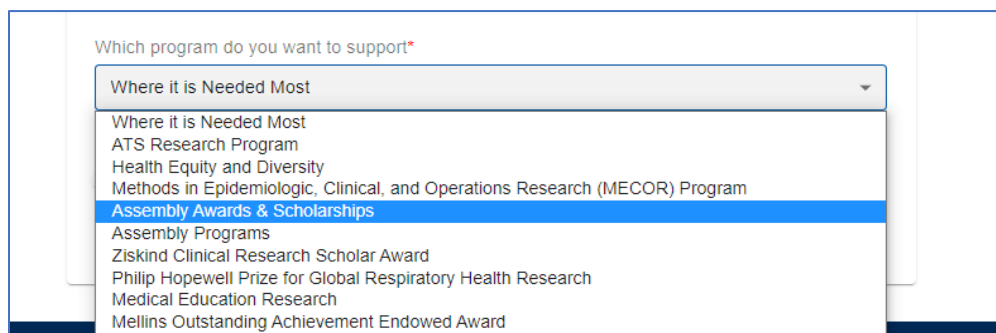 Which program do you want to support*
Where it is Needed Most
Where it is Needed Most
ATS Research Program
Health Equity and Diversity
Methods in Epidemiologic, Clinical, and Operations Research (MECOR) Program
Assembly Awards & Scholarships
Assembly Programs
Ziskind Clinical Research Scholar Award
Philip Hopewell Prize for Global Respiratory Health Research
Medical Education Research
Mellins Outstanding Achievement Endowed Award